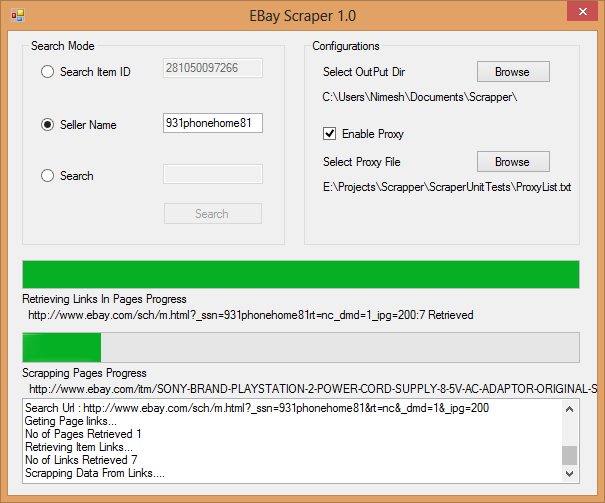 EBay Scraper 1.0
Search Mode
Search Item ID
281050097266
Seller Name
931phonehome81
Search
Search
Configurations
Select OutPut Dir
Browse
C:\Users\Nimesh\Documents\Scrapper\
Enable Proxy
Select Proxy File
Browse
E:\Projects\Scrapper\ScraperUnitTests\ProxyList.txt
Retrieving Links In Pages Progress
http://www.ebay.com/sch/m.html?_ssn=931phonehome81rt=nc_dmd=1_ipg=200:7 Retrieved
Scrapping Pages Progress
http://www.ebay.com/itm/SONY-BRAND-PLAYSTATION-2-POWER-CORD-SUPPLY-8-5V-AC-ADAPTOR-ORIGINAL-S
Search Url : http://www.ebay.com/sch/m.html?_ssn=931phonehome81&rt=nc&_dmd=1&_ipg=200
Geting Page links...
No of Pages Retrieved 1
Retrieving Item Links...
No of Links Retrieved 7
Scrapping Data From Links....